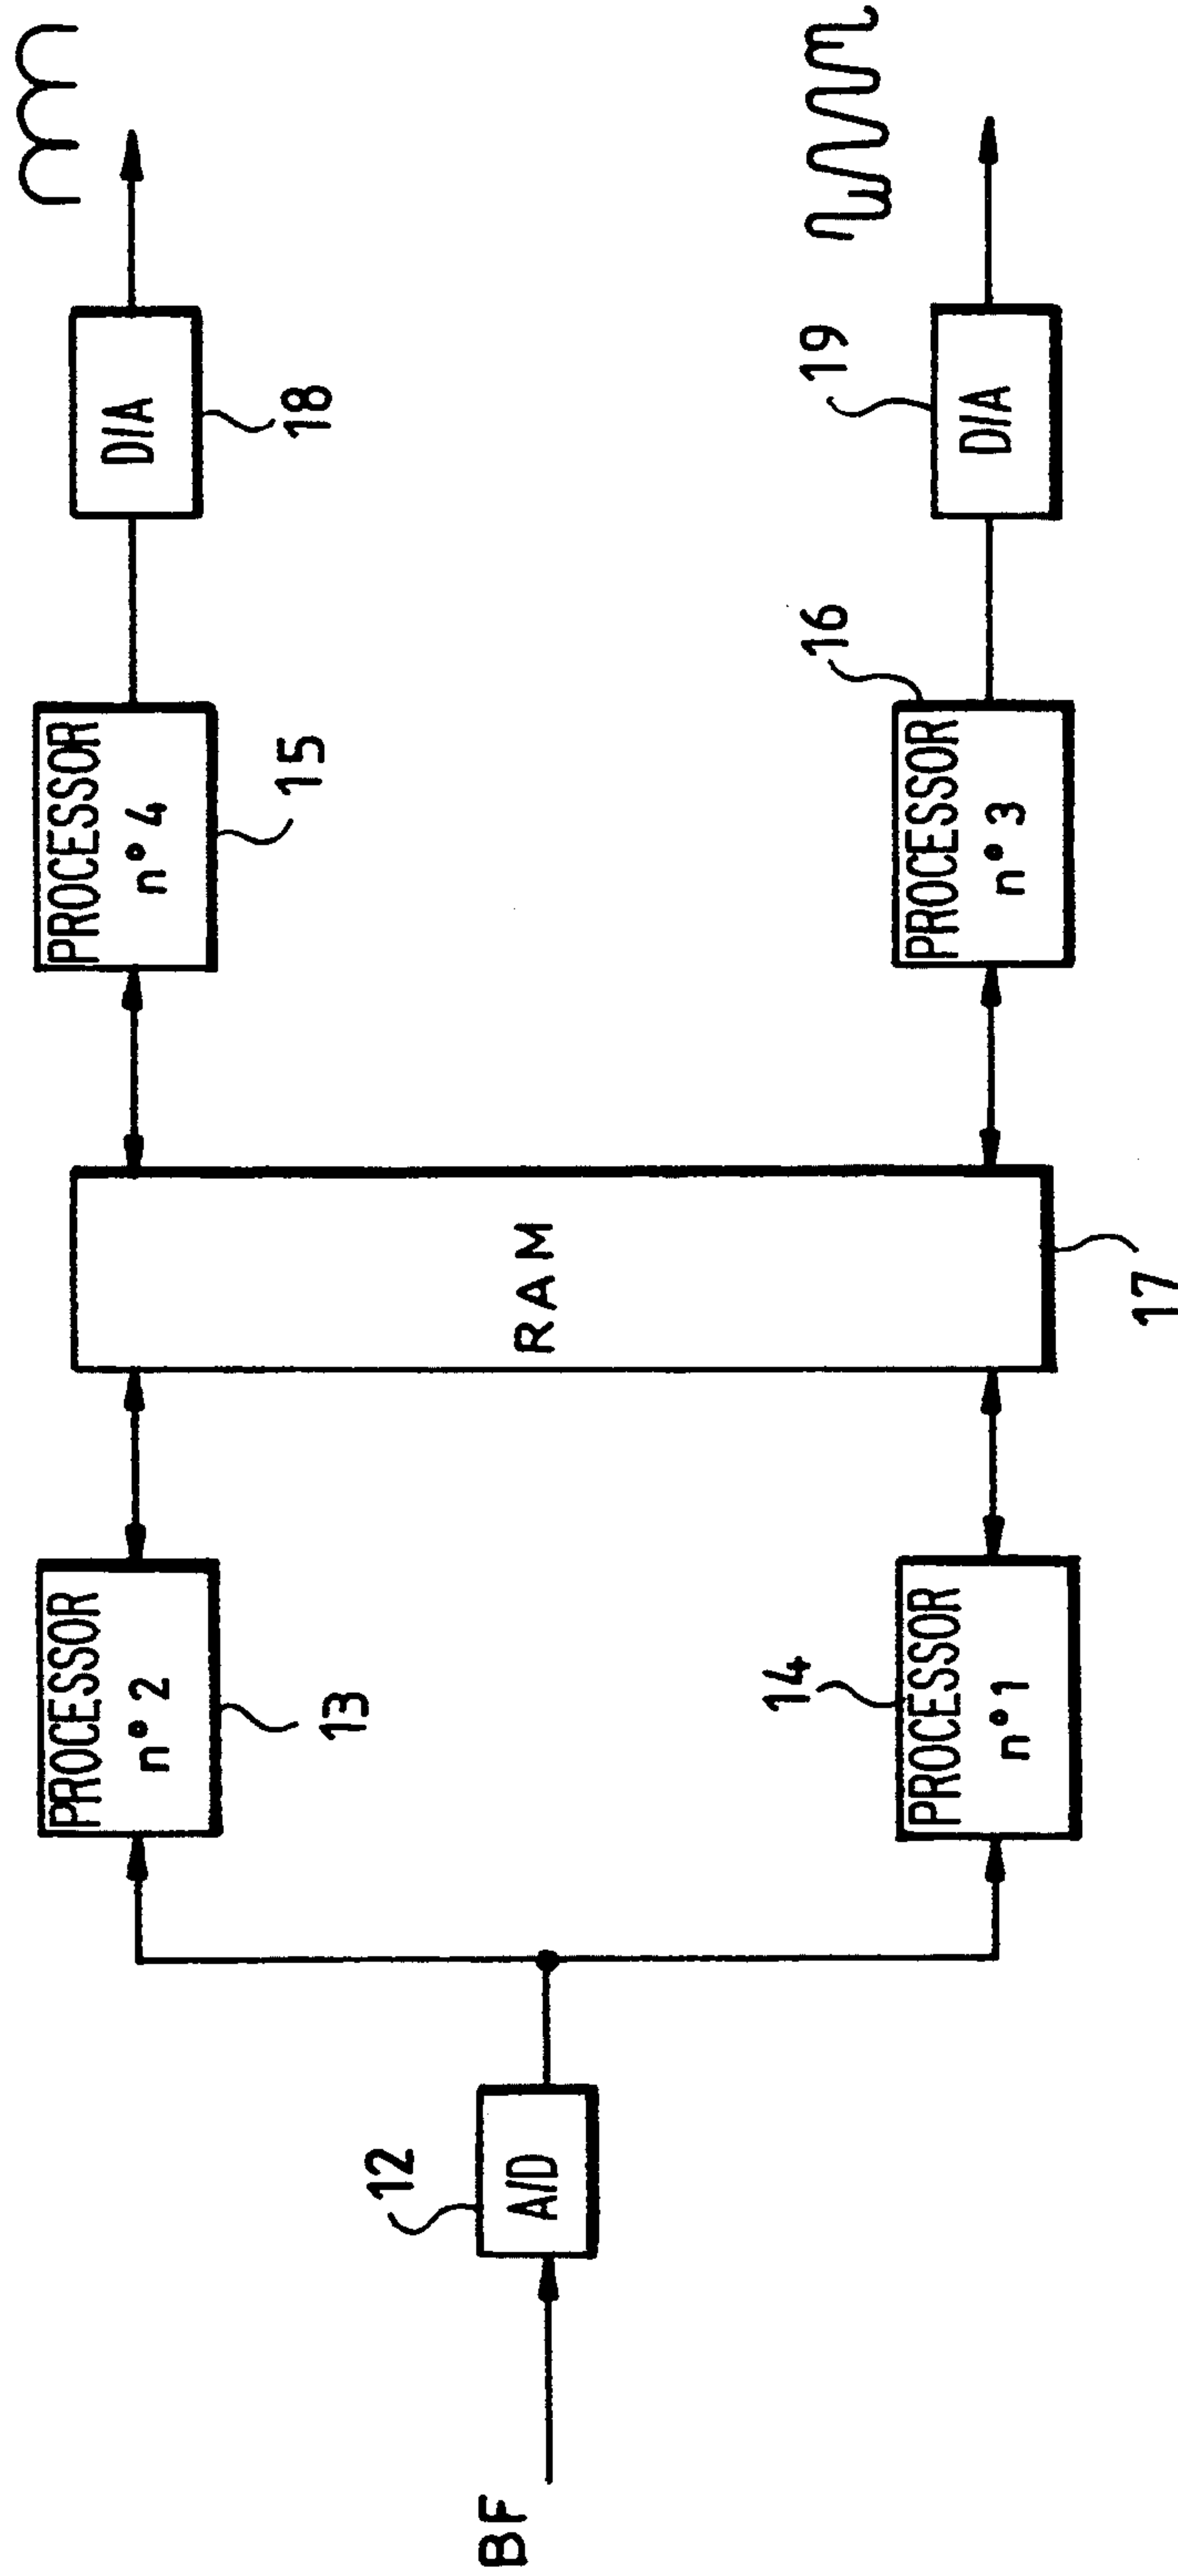 BF
12
A/D
PROCESSOR
n° 2
13
14
PROCESSOR
n° 1
RAM
17
PROCESSOR
n° 4
15
16
PROCESSOR
n° 3
D/A
18
19
D/A